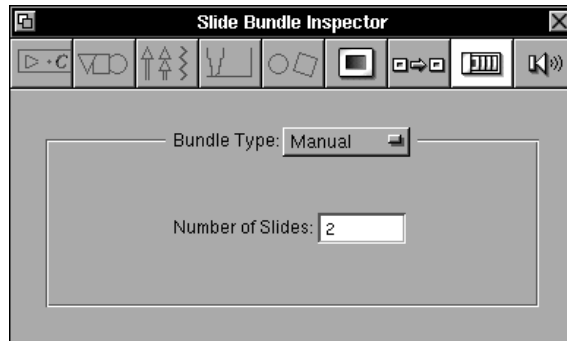 Slide Bundle Inspector
C
Bundle Type: Manual
Number of Slides: 2